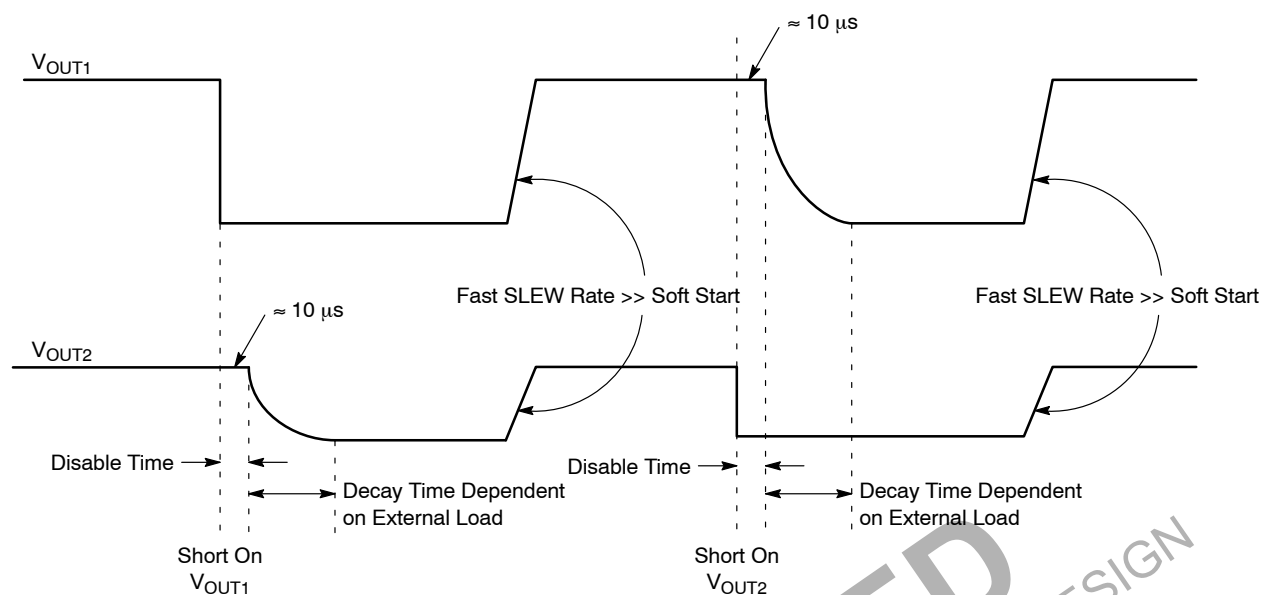 ≈ 10 μs
VOUT1
Fast SLEW Rate >> Soft Start
Fast SLEW Rate >> Soft Start
≈ 10 μs
VOUT2
Disable Time
Disable Time
Decay Time Dependent
on External Load
Decay Time Dependent
on External Load
Short On
VOUT1
Short On
VOUT2